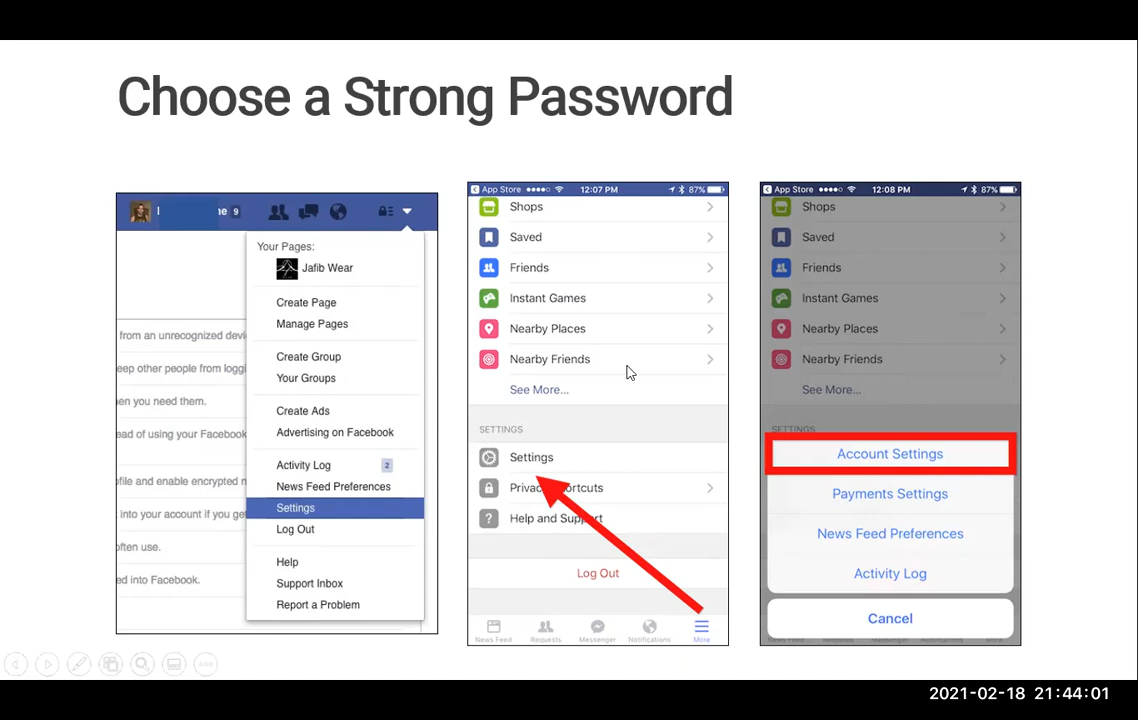 Choose a Strong Password
9
Your Pages:
Jafib Wear
Create Page
Manage Pages
Create Group
Your Groups
Create Ads
Advertising on Facebook
Activity Log 2
News Feed Preferences
Settings
Log Out
Help
Support Inbox
Report a Problem
from an unrecognized devi
eep other people from loggi
en you need them.
ead of using your Facebook
file and enable encrypted n
into your account if you get
often use.
ed into Facebook.
App Store 12:07 PM 87%
Shops
Saved
Friends
Instant Games
Nearby Places
Nearby Friends
See More...
SETTINGS
Settings
Privacy Shortcuts
Help and Support
Log Out
News Feed Requests Messenger Notifications More
App Store 12:08 PM 87%
Shops
Saved
Friends
Instant Games
Nearby Places
Nearby Friends
See More...
SETTINGS
Account Settings
Payments Settings
News Feed Preferences
Activity Log
Cancel
2021-02-18 21:44:01